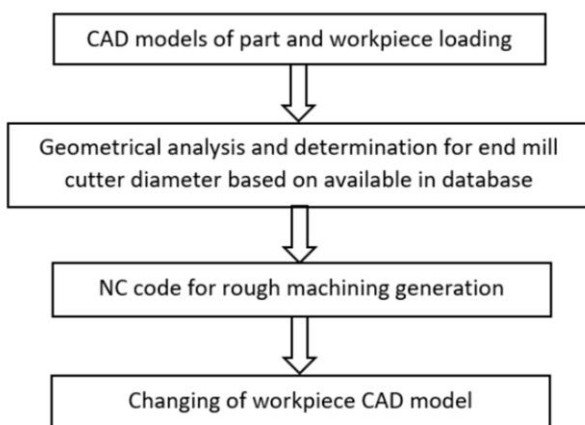 CAD models of part and workpiece loading
Geometrical analysis and determination for end mill
cutter diameter based on available in database
NC code for rough machining generation
Changing of workpiece CAD model